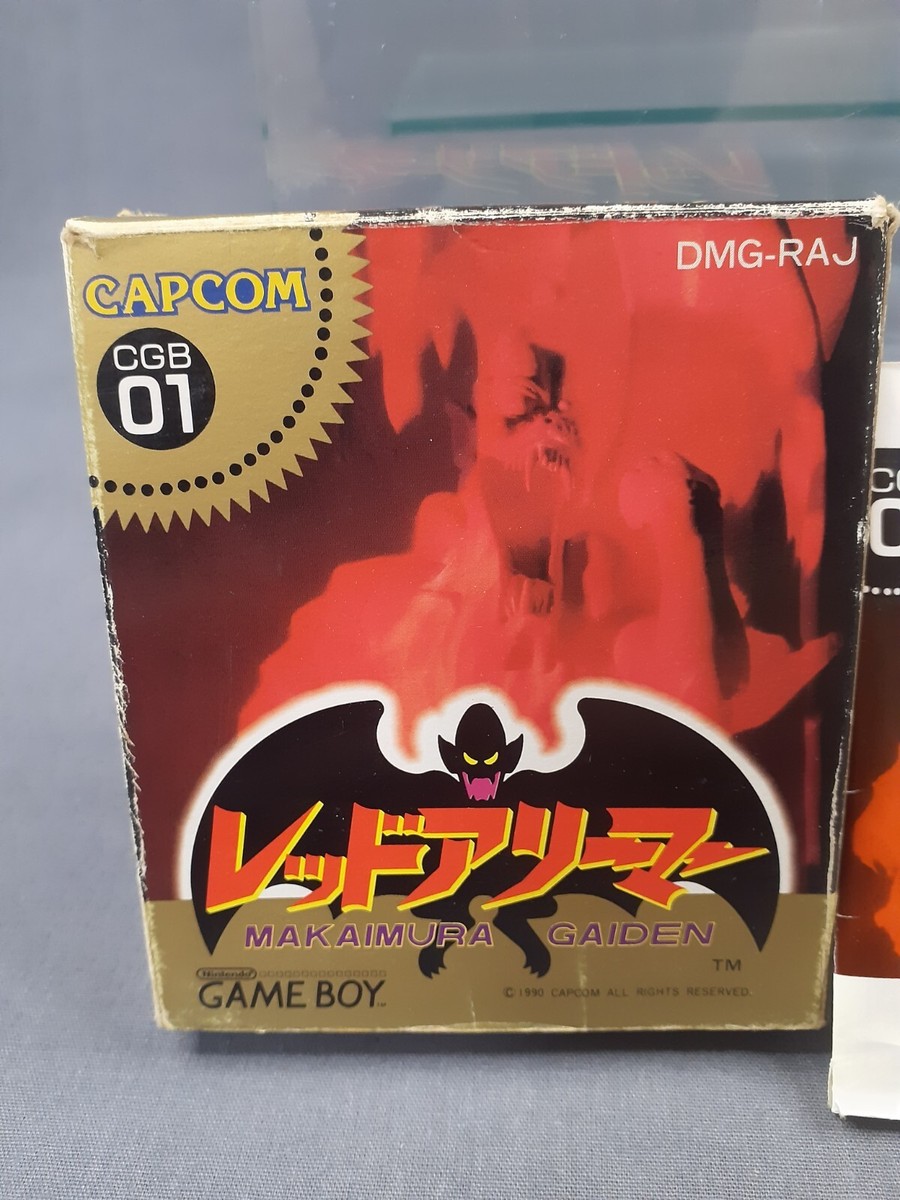 CAPCOM
DMG-RAJ
CGB
01
レッドアリーマー
MAKAIMURA GAIDEN
TM
Nintendo
GAME BOY
TM
© 1990 CAPCOM ALL RIGHTS RESERVED.